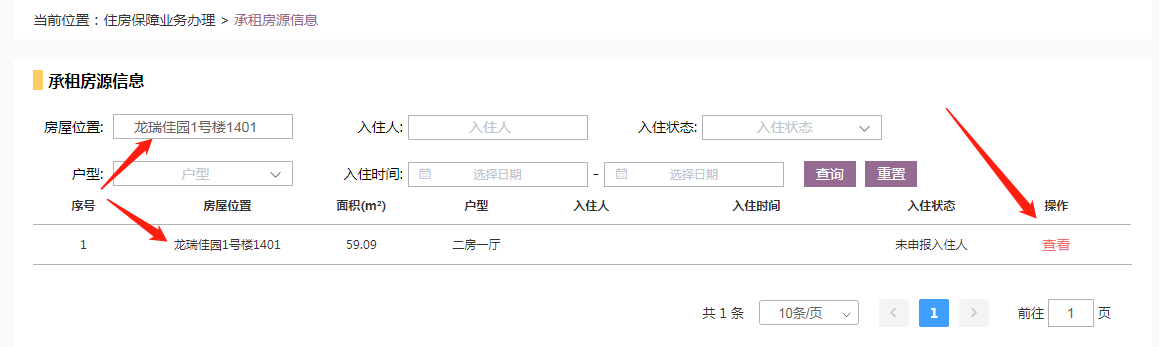 当前位置：住房保障业务办理 > 承租房源信息
承租房源信息
房屋位置: 龙瑞佳园1号楼1401 入住人: 入住人 入住状态: 入住状态
户型: 户型 入住时间: 选择日期 - 选择日期 查询 重置
序号 房屋位置 面积(m²) 户型 入住人 入住时间 入住状态 操作
1 龙瑞佳园1号楼1401 59.09 二房一厅 未申报入住人 查看
共 1 条 10条/页 < 1 > 前往 1 页